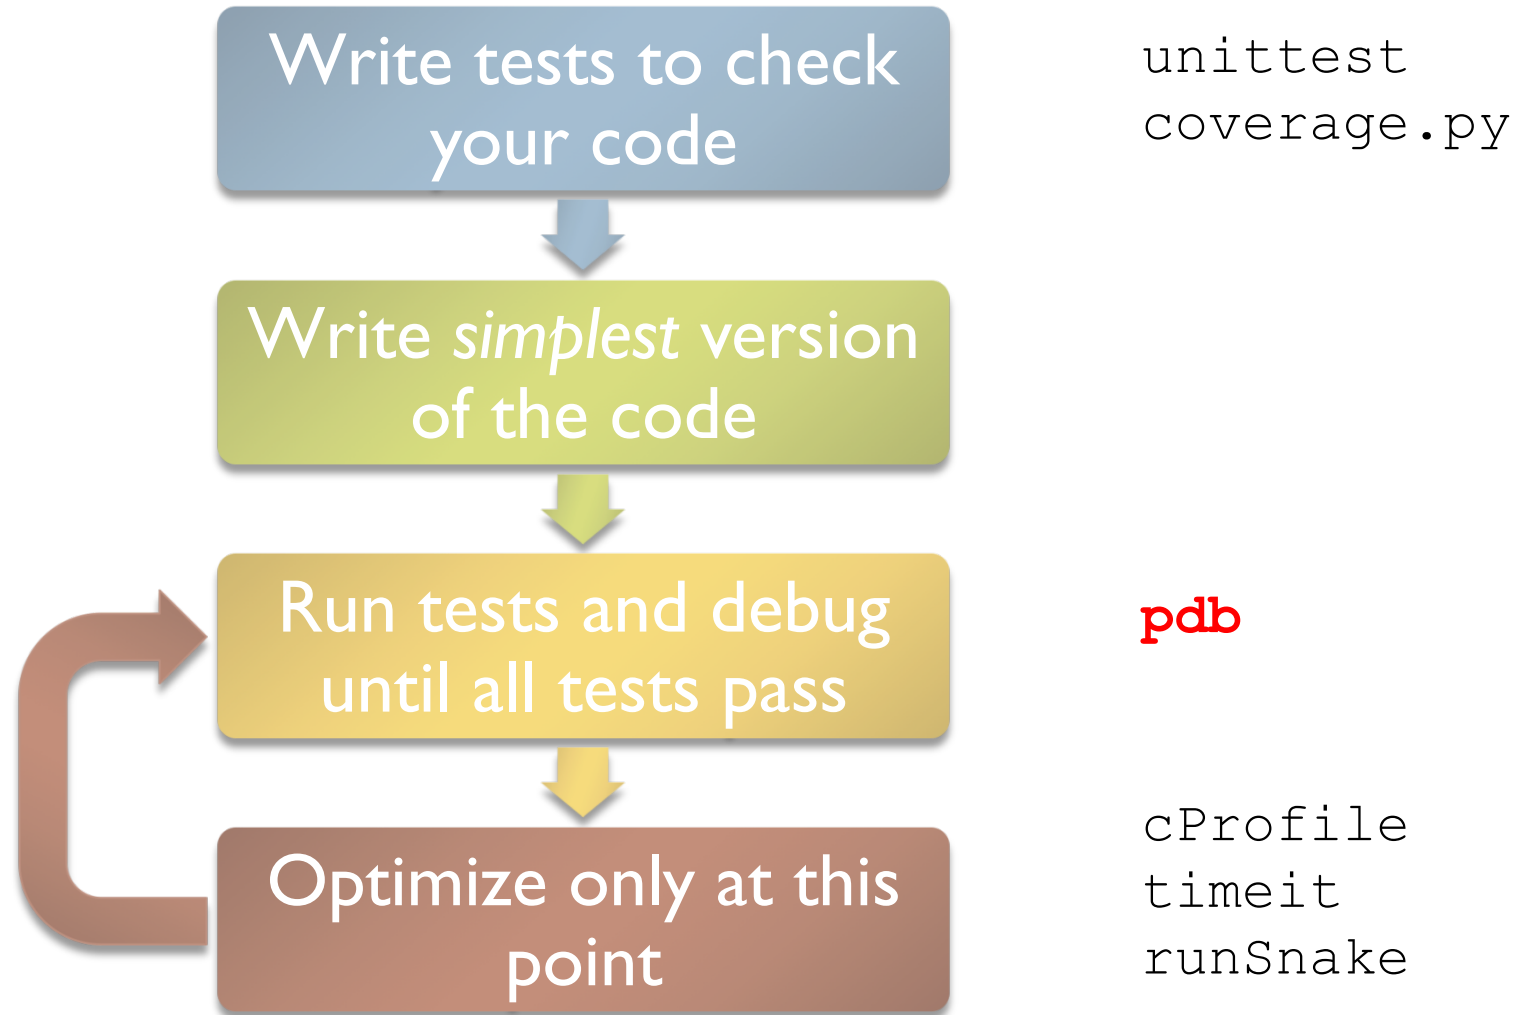 Write tests to check
your code
unittest
coverage.py
Write simplest version
of the code
Run tests and debug
until all tests pass
pdb
Optimize only at this
point
cProfile
timeit
runSnake